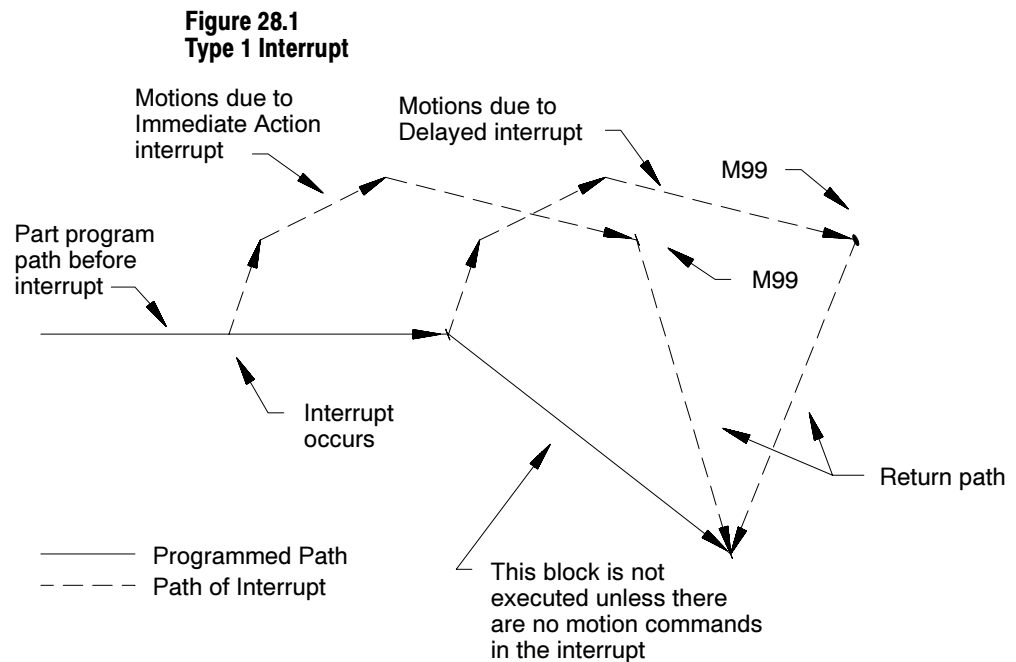 Figure 28.1
Type 1 Interrupt
Motions due to
Immediate Action
interrupt
Motions due to
Delayed interrupt
M99
Part program
path before
interrupt
M99
Interrupt
occurs
Return path
Programmed Path
Path of Interrupt
This block is not
executed unless there
are no motion commands
in the interrupt